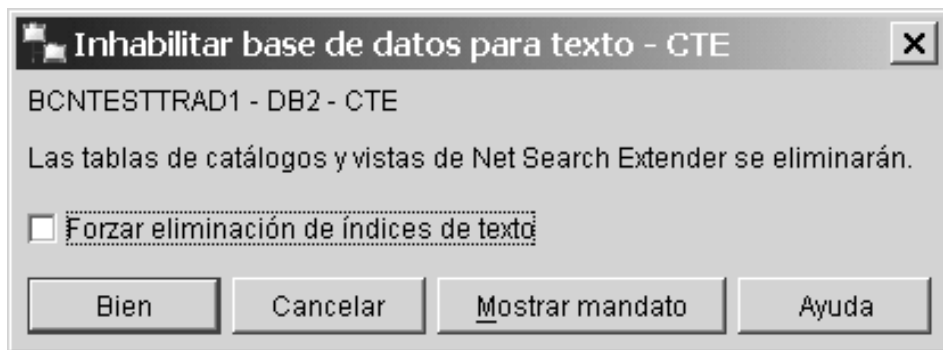 Inhabilitar base de datos para texto - CTE
BCNTESTTRAD1 - DB2 - CTE
Las tablas de catálogos y vistas de Net Search Extender se eliminarán.
Forzar eliminación de índices de texto
Bien Cancelar Mostrar mandato Ayuda